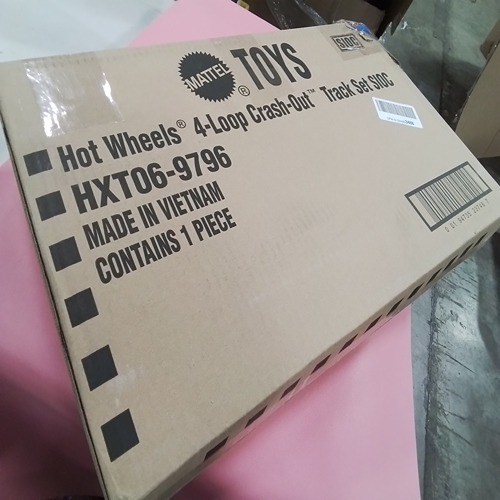 MATTEL
® TOYS
SIOC
Hot Wheels® 4-Loop Crash-Out™ Track Set SIOC
HXT06-9796
MADE IN VIETNAM
CONTAINS 1 PIECE